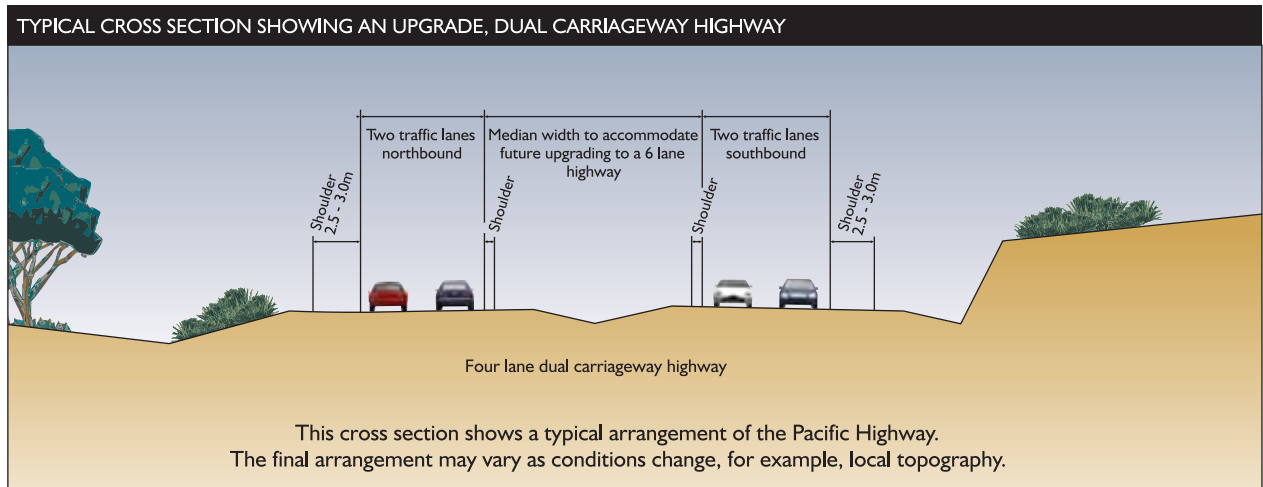 TYPICAL CROSS SECTION SHOWING AN UPGRADE, DUAL CARRIAGEWAY HIGHWAY
Two traffic lanes
northbound
Median width to accommodate
future upgrading to a 6 lane
highway
Two traffic lanes
southbound
Shoulder
2.5 - 3.0m
Shoulder
Shoulder
Shoulder
2.5 - 3.0m
Four lane dual carriageway highway
This cross section shows a typical arrangement of the Pacific Highway.
The final arrangement may vary as conditions change, for example, local topography.